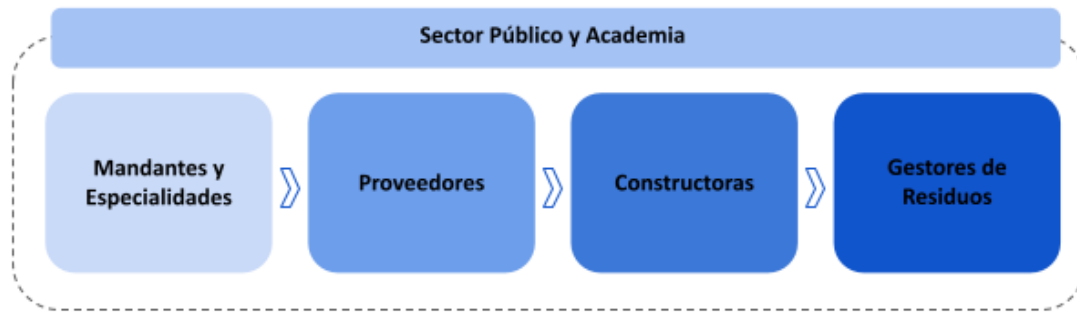 Sector Público y Academia
Mandantes y
Especialidades
Proveedores
Constructoras
Gestores de
Residuos